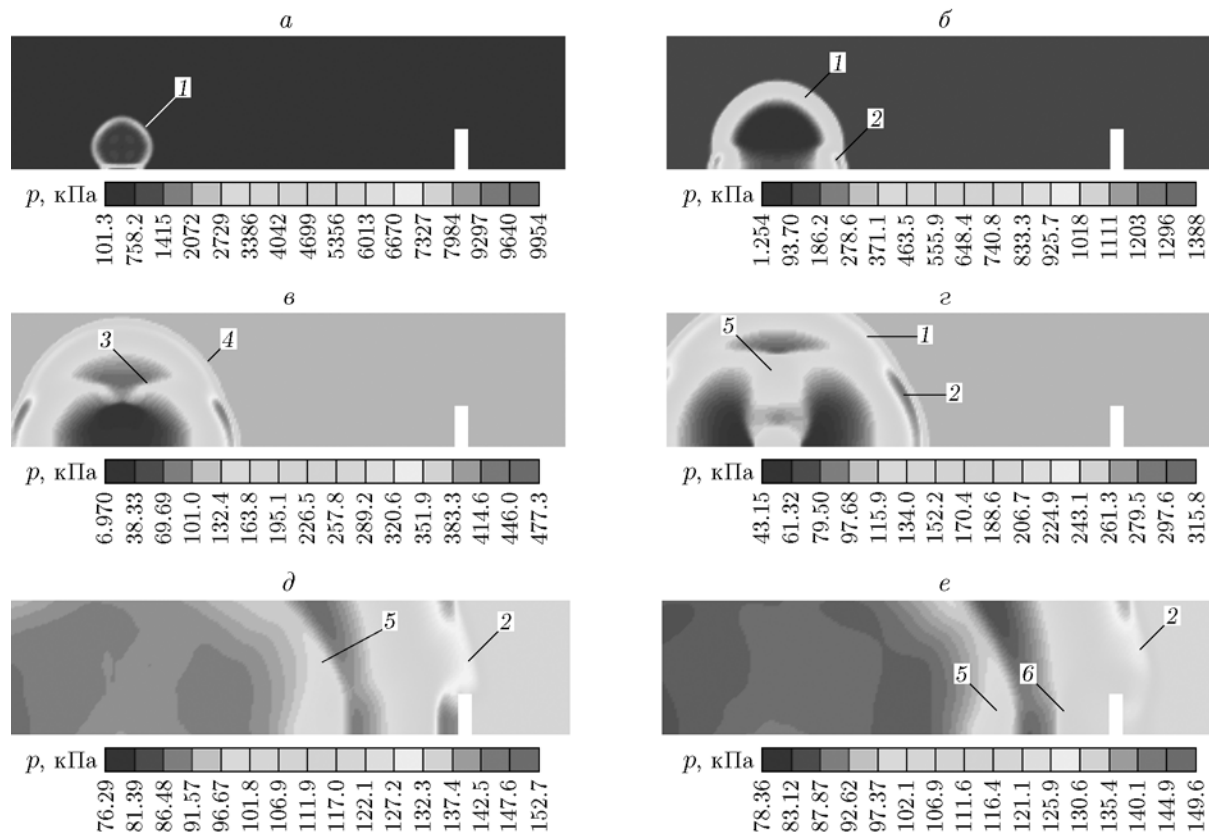 а
б
1
1
2
p, кПа
101.3 758.2 1415 2072 2729 3386 4042 4699 5356 6013 6670 7327 7984 9297 9640 9954
p, кПа
1.254 93.70 186.2 278.6 371.1 463.5 555.9 648.4 740.8 833.3 925.7 1018 1111 1203 1296 1388
в
г
3 4
5 1
2
p, кПа
6.970 38.33 69.69 101.0 132.4 163.8 195.1 226.5 257.8 289.2 320.6 351.9 383.3 414.6 446.0 477.3
p, кПа
43.15 61.32 79.50 97.68 115.9 134.0 152.2 170.4 188.6 206.7 224.9 243.1 261.3 279.5 297.6 315.8
д
е
5 2
2
5 6
p, кПа
76.29 81.39 86.48 91.57 96.67 101.8 106.9 111.9 117.0 122.1 127.2 132.3 137.4 142.5 147.6 152.7
p, кПа
78.36 83.12 87.87 92.62 97.37 102.1 106.9 111.6 116.4 121.1 125.9 130.6 135.4 140.1 144.9 149.6